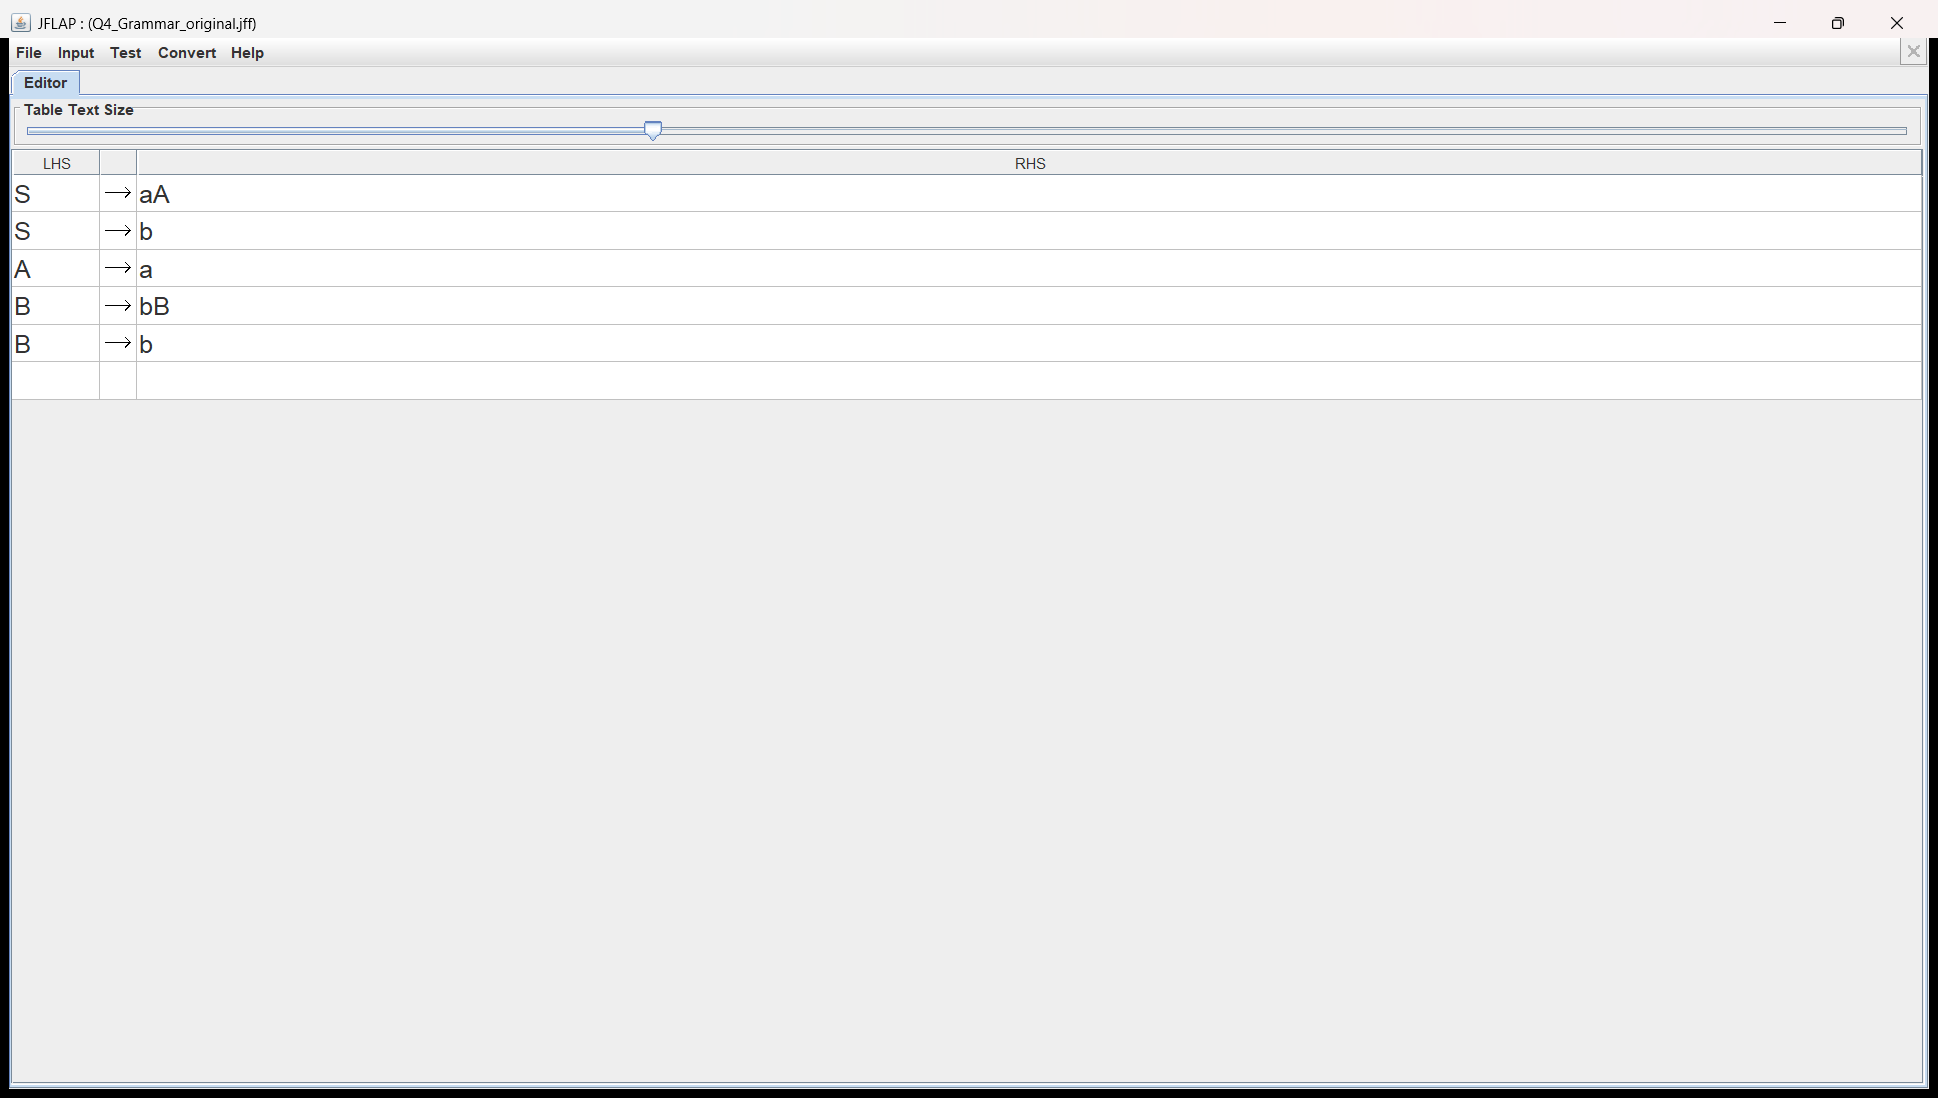 JFLAP : (Q4_Grammar_original.jff)
File Input Test Convert Help
Editor
Table Text Size
LHS RHS
S → aA
S → b
A → a
B → bB
B → b